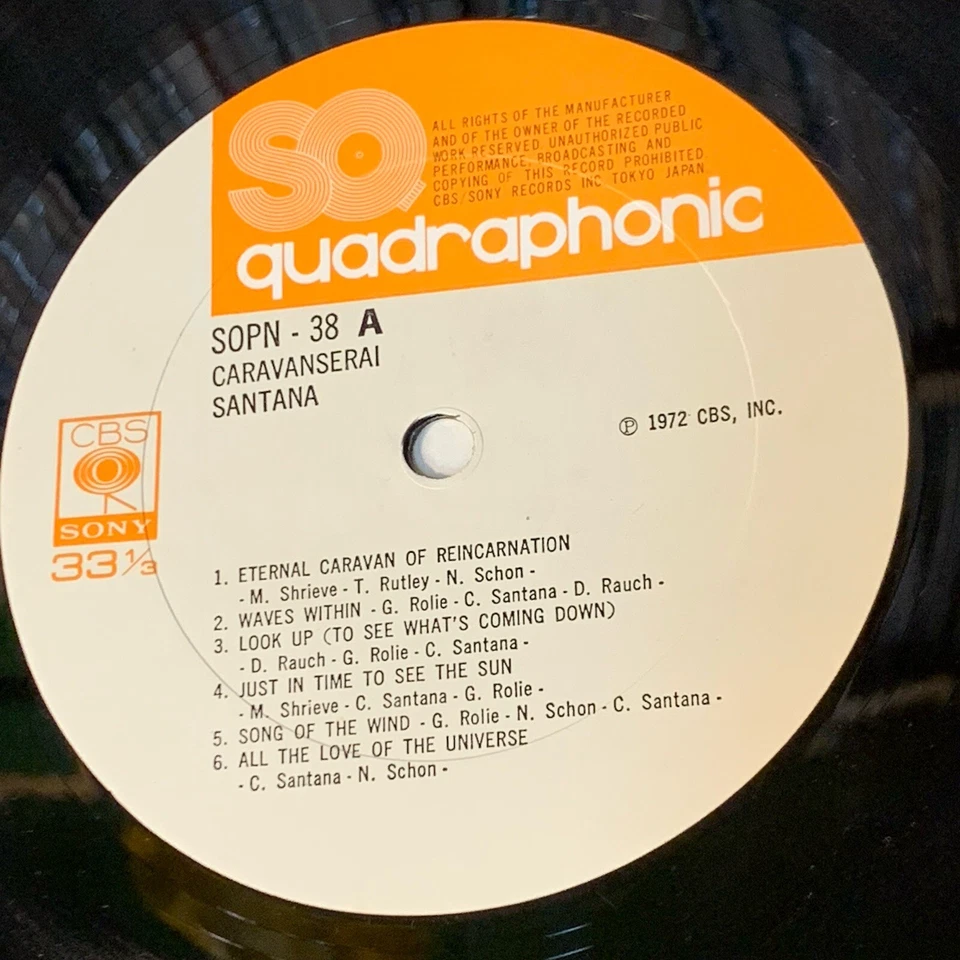 SQ
ALL RIGHTS OF THE MANUFACTURER
AND OF THE OWNER OF THE RECORDED
WORK RESERVED. UNAUTHORIZED PUBLIC
PERFORMANCE, BROADCASTING AND
COPYING OF THIS RECORD PROHIBITED.
CBS/SONY RECORDS INC TOKYO JAPAN
quadraphonic
SOPN - 38 A
CARAVANSERAI
SANTANA
CBS
SONY
33⅓
Ⓟ 1972 CBS, INC.
1. ETERNAL CARAVAN OF REINCARNATION
- M. Shrieve - T. Rutley - N. Schon -
2. WAVES WITHIN - G. Rolie - C. Santana - D. Rauch -
3. LOOK UP (TO SEE WHAT'S COMING DOWN)
- D. Rauch - G. Rolie - C. Santana -
4. JUST IN TIME TO SEE THE SUN
- M. Shrieve - C. Santana - G. Rolie -
5. SONG OF THE WIND - G. Rolie - N. Schon - C. Santana -
6. ALL THE LOVE OF THE UNIVERSE
- C. Santana - N. Schon -